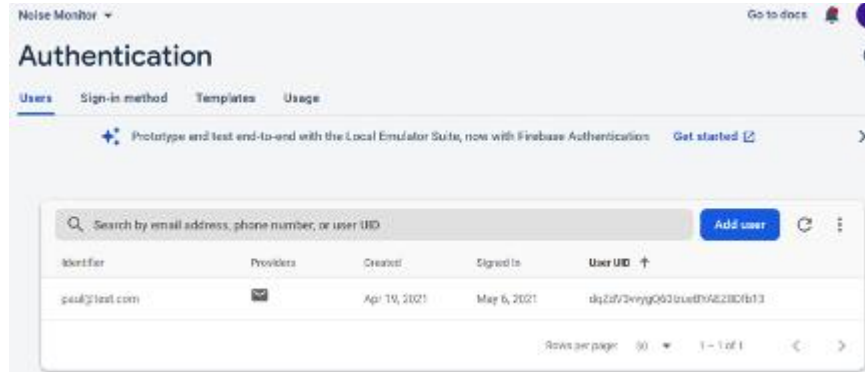 Noise Monitor
Go to docs
Authentication
Users Sign-in method Templates Usage
Prototype and test end-to-end with the Local Emulator Suite, now with Firebase Authentication Get started
Search by email address, phone number, or user UID
Add user
Identifier Providers Created Signed In User UID
paul@test.com Apr 19, 2021 May 6, 2021
Rows per page: 50 1 – 1 of 1